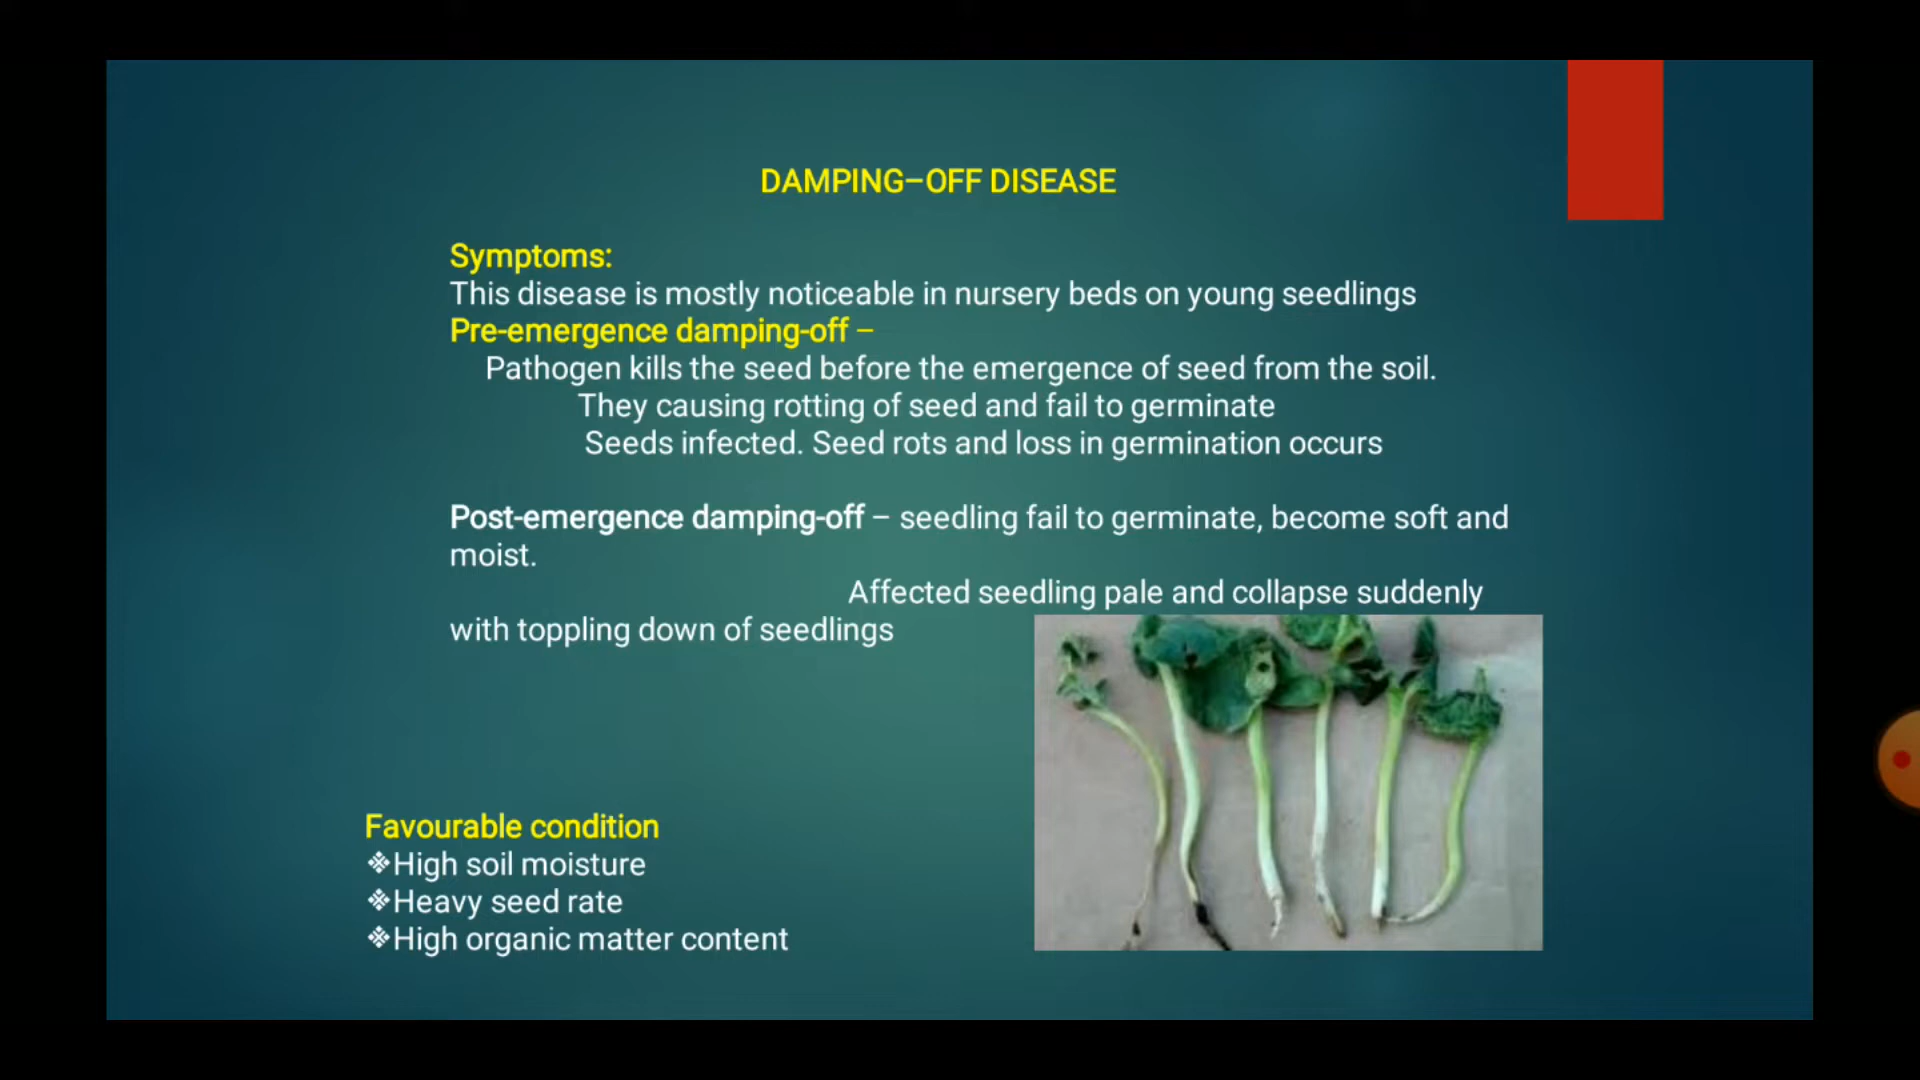 DAMPING–OFF DISEASE
Symptoms:
This disease is mostly noticeable in nursery beds on young seedlings
Pre-emergence damping-off –
Pathogen kills the seed before the emergence of seed from the soil.
They causing rotting of seed and fail to germinate
Seeds infected. Seed rots and loss in germination occurs
Post-emergence damping-off – seedling fail to germinate, become soft and
moist.
Affected seedling pale and collapse suddenly
with toppling down of seedlings
Favourable condition
❖High soil moisture
❖Heavy seed rate
❖High organic matter content